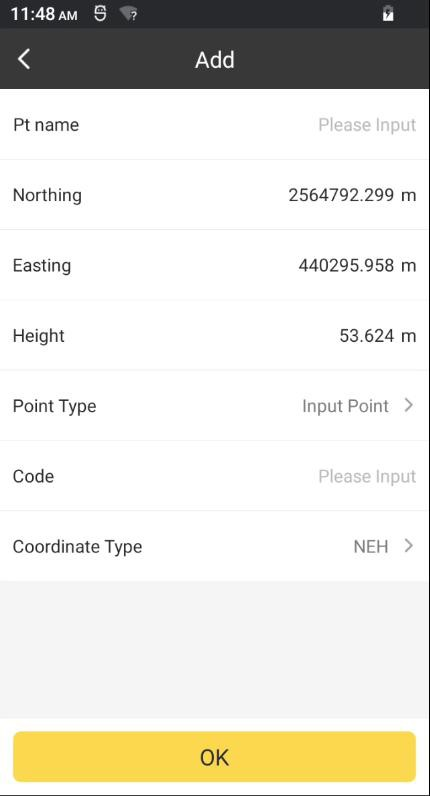 11:48 AM
Add
Pt name Please Input
Northing 2564792.299 m
Easting 440295.958 m
Height 53.624 m
Point Type Input Point
Code Please Input
Coordinate Type NEH
OK